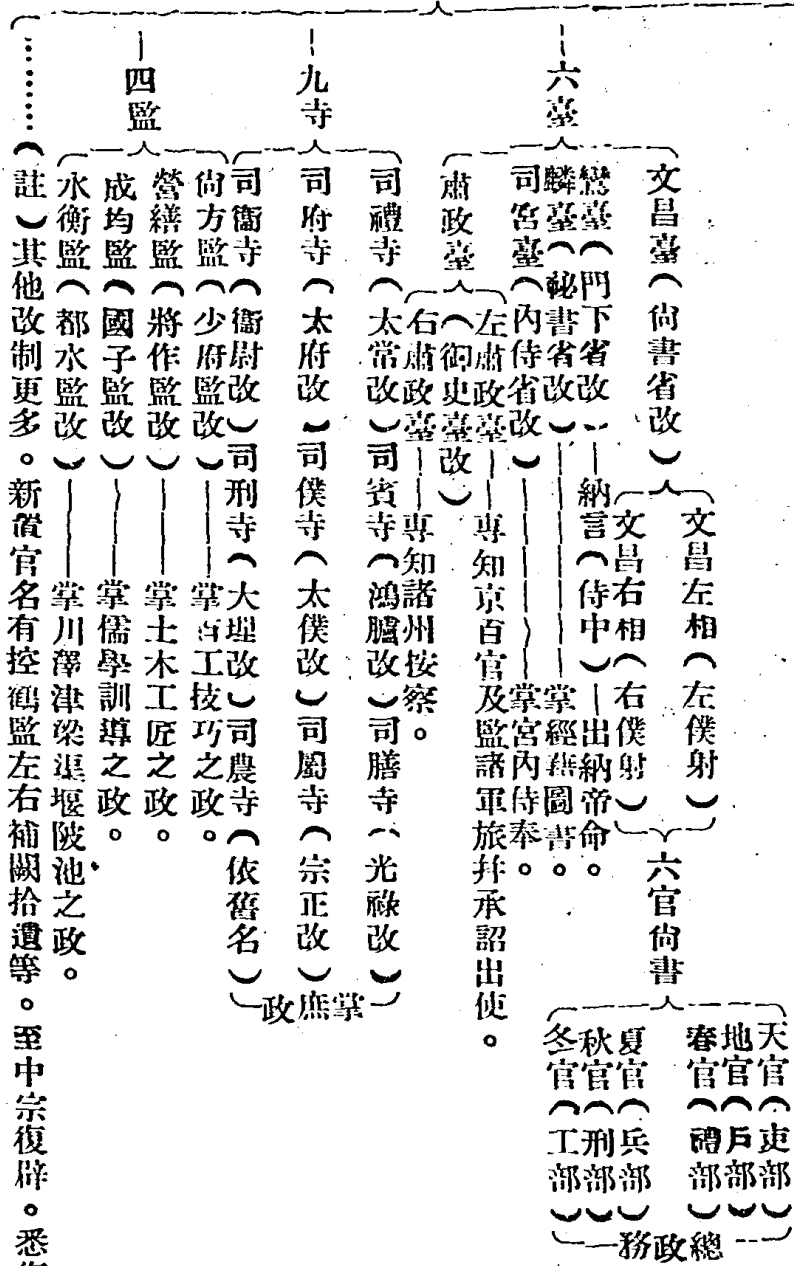 六臺
文昌臺（尙書省改）
文昌左相（左僕射）
文昌右相（右僕射）
六官尙書
天官（吏部）
地官（戶部）
春官（禮部）
夏官（兵部）
秋官（刑部）
冬官（工部）
總政務
鸞臺（門下省改）——納言（侍中）—出納帝命。
麟臺（祕書省改）————掌經籍圖書。
司宮臺（內侍省改）————掌宮內侍奉。
肅政臺（御史臺改）
左肅政臺——專知京百官及監諸軍旅幷承詔出使。
右肅政臺——專知諸州按察。
九寺
司禮寺（太常改）司賓寺（鴻臚改）司膳寺（光祿改）
司府寺（太府改）司僕寺（太僕改）司屬寺（宗正改）
司衞寺（衞尉改）司刑寺（大理改）司農寺（依舊名）
掌庶政
四監
尙方監（少府監改）————掌百工技巧之政。
營繕監（將作監改）————掌土木工匠之政。
成均監（國子監改）————掌儒學訓導之政。
水衡監（都水監改）————掌川澤津梁渠堰陂池之政。
………（註）其他改制更多。新置官名有控鶴監左右補闕拾遺等。至中宗復辟。悉